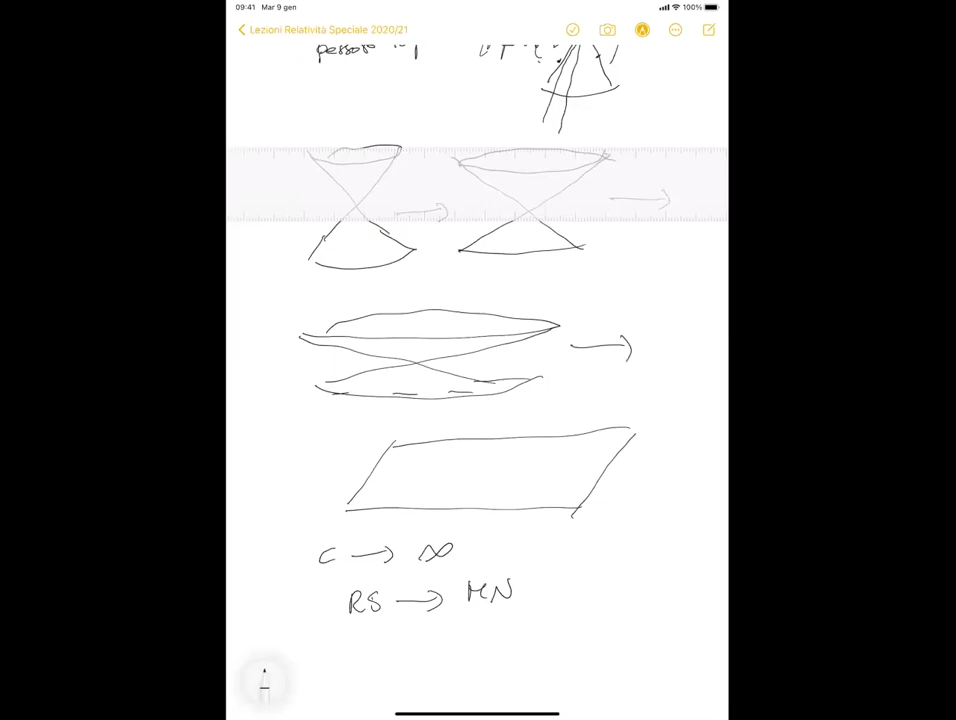 09:41 Mar 9 gen
100%
Lezioni Relatività Speciale 2020/21
C → ∞
RS → MN